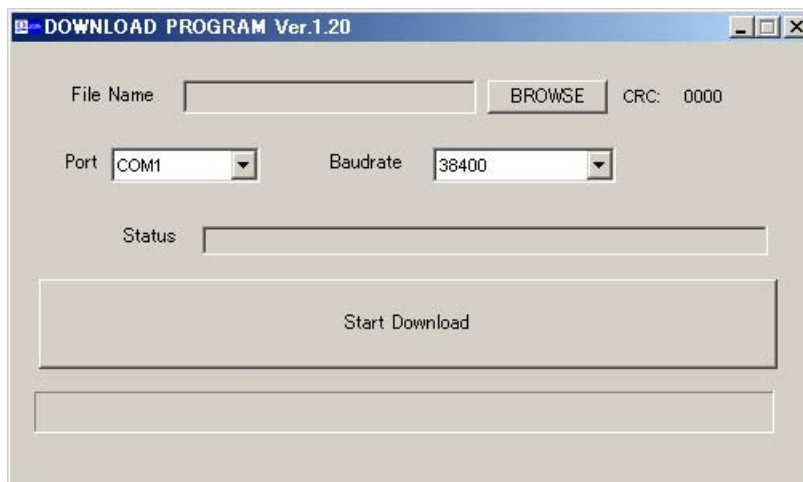 DOWNLOAD PROGRAM Ver.1.20
File Name BROWSE CRC: 0000
Port COM1 Baudrate 38400
Status
Start Download